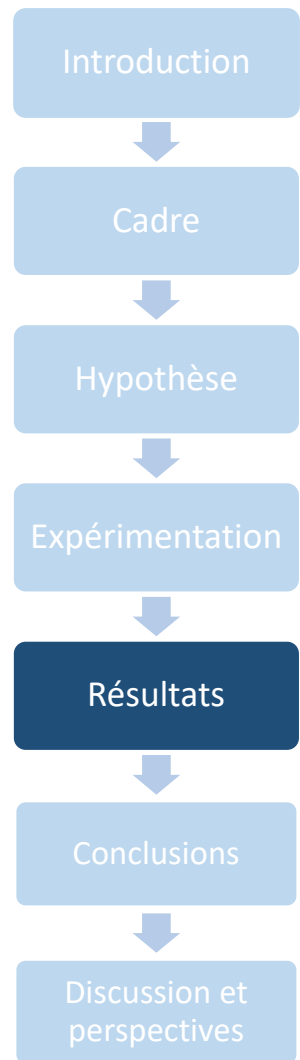 Introduction
Cadre
Hypothèse
Expérimentation
Résultats
Conclusions
Discussion et
perspectives